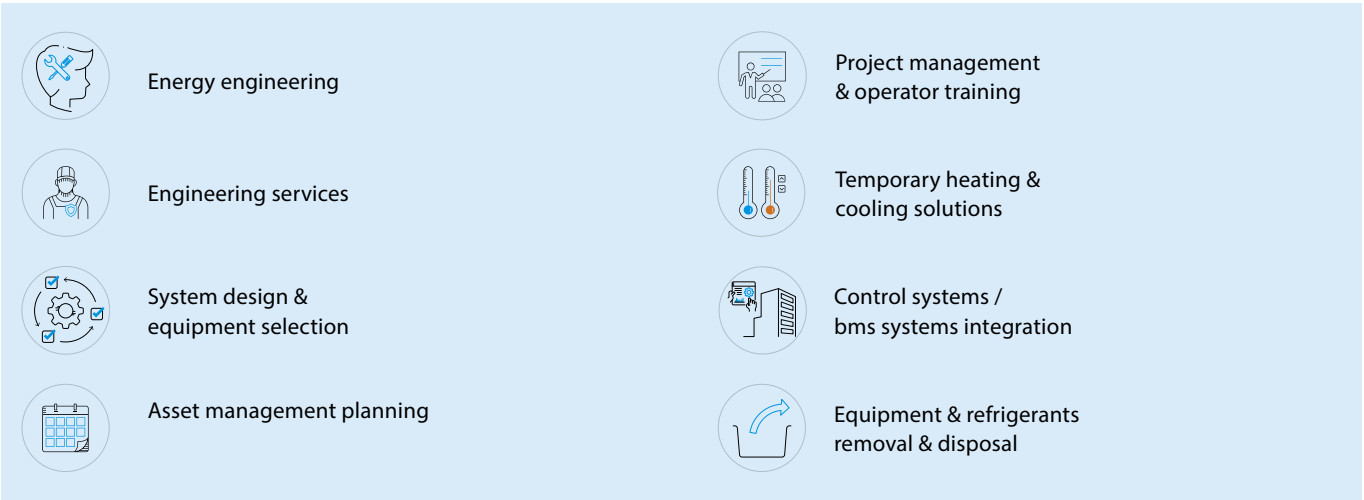 Energy engineering
Engineering services
System design &
equipment selection
Asset management planning
Project management
& operator training
Temporary heating &
cooling solutions
Control systems /
bms systems integration
Equipment & refrigerants
removal & disposal